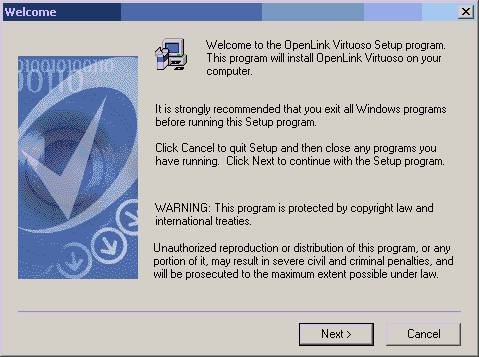 Welcome
Welcome to the OpenLink Virtuoso Setup program.
This program will install OpenLink Virtuoso on your
computer.
It is strongly recommended that you exit all Windows programs
before running this Setup program.
Click Cancel to quit Setup and then close any programs you
have running. Click Next to continue with the Setup program.
WARNING: This program is protected by copyright law and
international treaties.
Unauthorized reproduction or distribution of this program, or any
portion of it, may result in severe civil and criminal penalties, and
will be prosecuted to the maximum extent possible under law.
Next >
Cancel